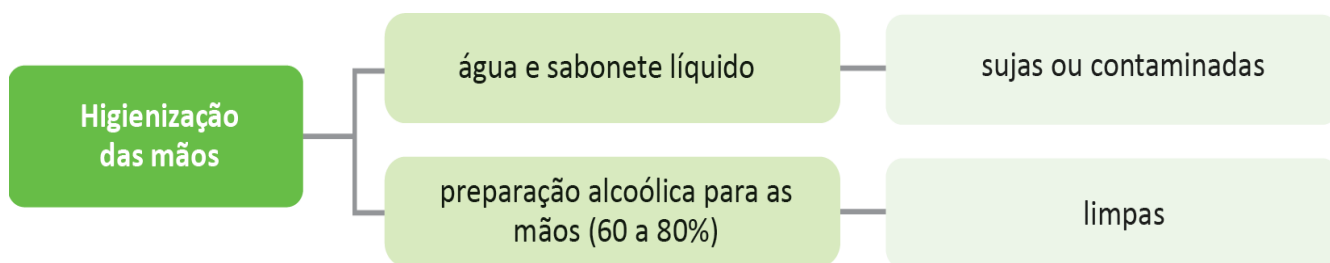 Higienização
das mãos
água e sabonete líquido
sujas ou contaminadas
preparação alcoólica para as
mãos (60 a 80%)
limpas